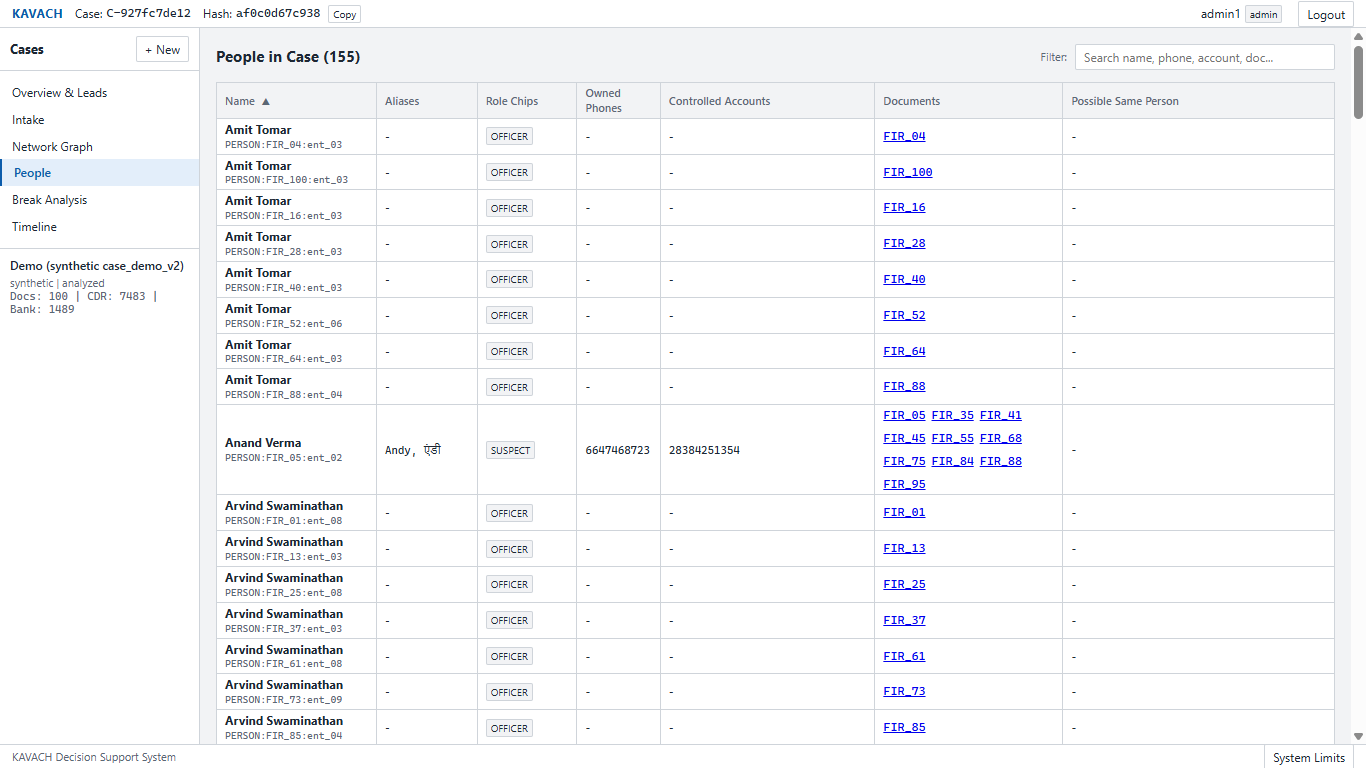 KAVACH Case: C-927fc7de12 Hash: af0c0d67c938 Copy admin1 admin Logout
Cases + New
Overview & Leads
Intake
Network Graph
People
Break Analysis
Timeline
Demo (synthetic case_demo_v2)
synthetic | analyzed
Docs: 100 | CDR: 7483 |
Bank: 1489
People in Case (155) Filter: Search name, phone, account, doc...
Name ▲ Aliases Role Chips Owned Phones Controlled Accounts Documents Possible Same Person
Amit Tomar
PERSON:FIR_04:ent_03 - OFFICER - - FIR_04 -
Amit Tomar
PERSON:FIR_100:ent_03 - OFFICER - - FIR_100 -
Amit Tomar
PERSON:FIR_16:ent_03 - OFFICER - - FIR_16 -
Amit Tomar
PERSON:FIR_28:ent_03 - OFFICER - - FIR_28 -
Amit Tomar
PERSON:FIR_40:ent_03 - OFFICER - - FIR_40 -
Amit Tomar
PERSON:FIR_52:ent_06 - OFFICER - - FIR_52 -
Amit Tomar
PERSON:FIR_64:ent_03 - OFFICER - - FIR_64 -
Amit Tomar
PERSON:FIR_88:ent_04 - OFFICER - - FIR_88 -
Anand Verma
PERSON:FIR_05:ent_02 Andy, एंडी SUSPECT 6647468723 28384251354
FIR_05 FIR_35 FIR_41
FIR_45 FIR_55 FIR_68
FIR_75 FIR_84 FIR_88
FIR_95 -
Arvind Swaminathan
PERSON:FIR_01:ent_08 - OFFICER - - FIR_01 -
Arvind Swaminathan
PERSON:FIR_13:ent_03 - OFFICER - - FIR_13 -
Arvind Swaminathan
PERSON:FIR_25:ent_08 - OFFICER - - FIR_25 -
Arvind Swaminathan
PERSON:FIR_37:ent_03 - OFFICER - - FIR_37 -
Arvind Swaminathan
PERSON:FIR_61:ent_08 - OFFICER - - FIR_61 -
Arvind Swaminathan
PERSON:FIR_73:ent_09 - OFFICER - - FIR_73 -
Arvind Swaminathan
PERSON:FIR_85:ent_04 - OFFICER - - FIR_85 -
KAVACH Decision Support System System Limits